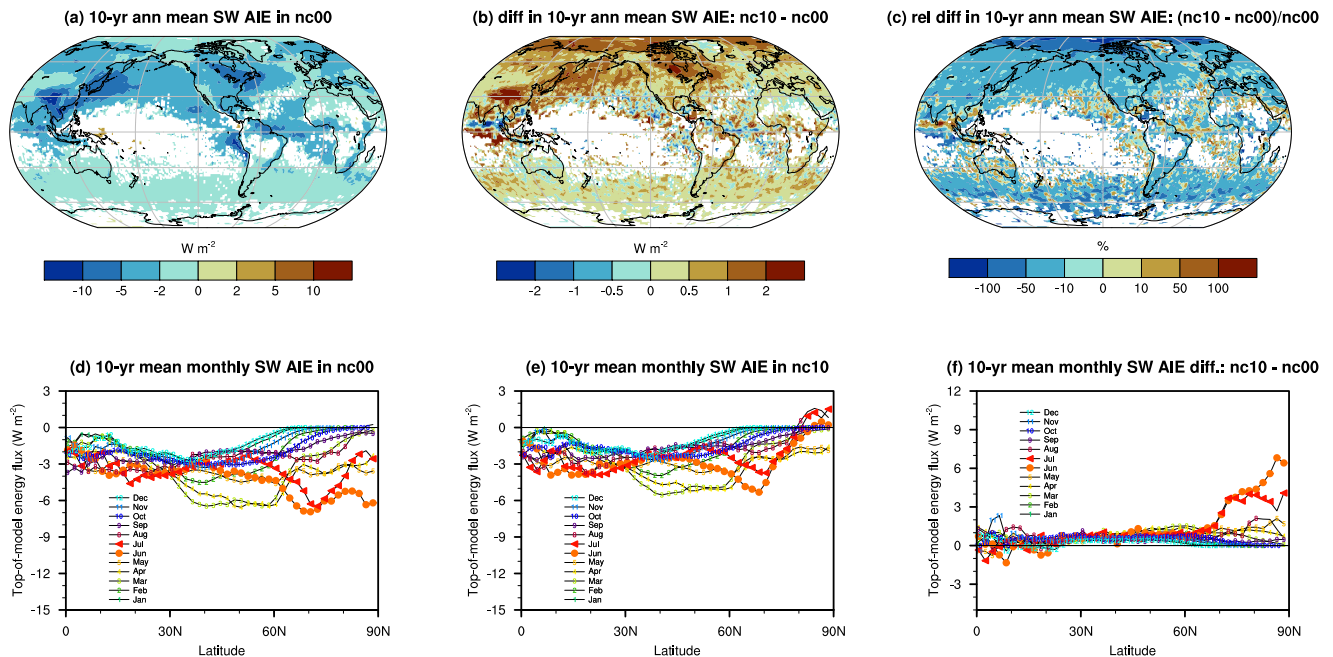 (a) 10-yr ann mean SW AIE in nc00
(b) diff in 10-yr ann mean SW AIE: nc10 - nc00
(c) rel diff in 10-yr ann mean SW AIE: (nc10 - nc00)/nc00
W m-2
-10 -5 -2 0 2 5 10
W m-2
-2 -1 -0.5 0 0.5 1 2
%
-100 -50 -10 0 10 50 100
(d) 10-yr mean monthly SW AIE in nc00
Top-of-model energy flux (W m-2)
3
0
-3
-6
-9
-12
-15
Dec
Nov
Oct
Sep
Aug
Jul
Jun
May
Apr
Mar
Feb
Jan
0 30N 60N 90N
Latitude
(e) 10-yr mean monthly SW AIE in nc10
Top-of-model energy flux (W m-2)
3
0
-3
-6
-9
-12
-15
Dec
Nov
Oct
Sep
Aug
Jul
Jun
May
Apr
Mar
Feb
Jan
0 30N 60N 90N
Latitude
(f) 10-yr mean monthly SW AIE diff.: nc10 - nc00
Top-of-model energy flux (W m-2)
12
9
6
3
0
-3
Dec
Nov
Oct
Sep
Aug
Jul
Jun
May
Apr
Mar
Feb
Jan
0 30N 60N 90N
Latitude